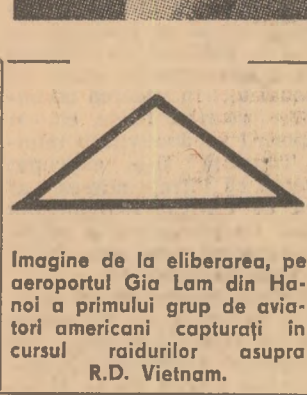 Imagine de la eliberarea, pe
aeroportul Gia Lam din Ha-
noi a primului grup de avia-
tori americani capturați în
cursul raidurilor asupra
R.D. Vietnam.